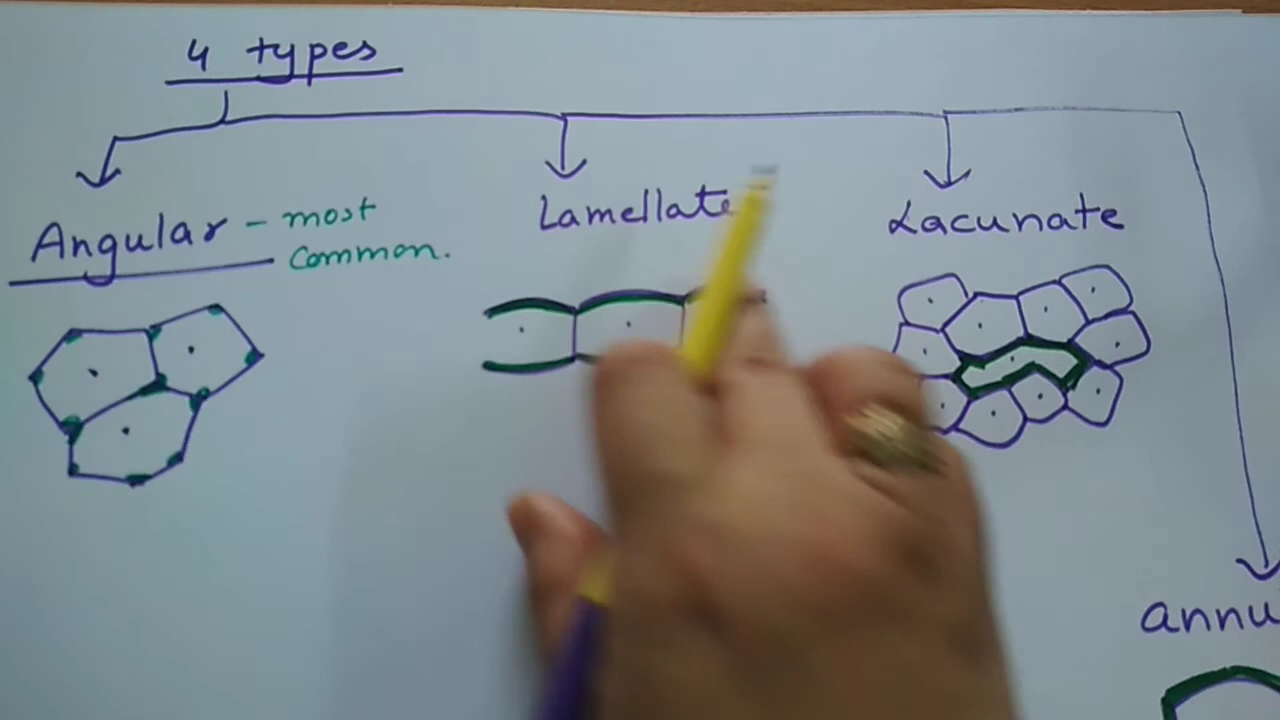 4 types
Angular - most
common.
Lamellate
Lacunate
annu